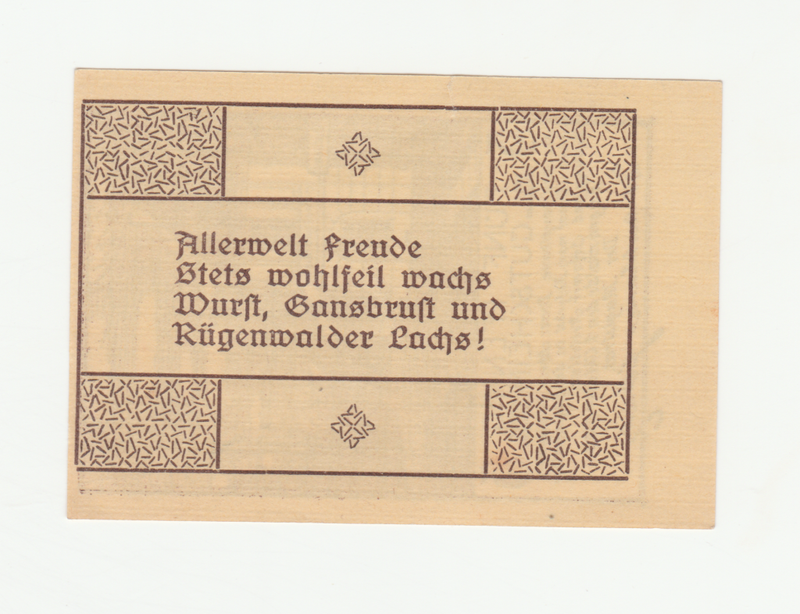 Allerwelt Freude
Stets wohlfeil wachs
Wurst, Gansbrust und
Rügenwalder Lachs!